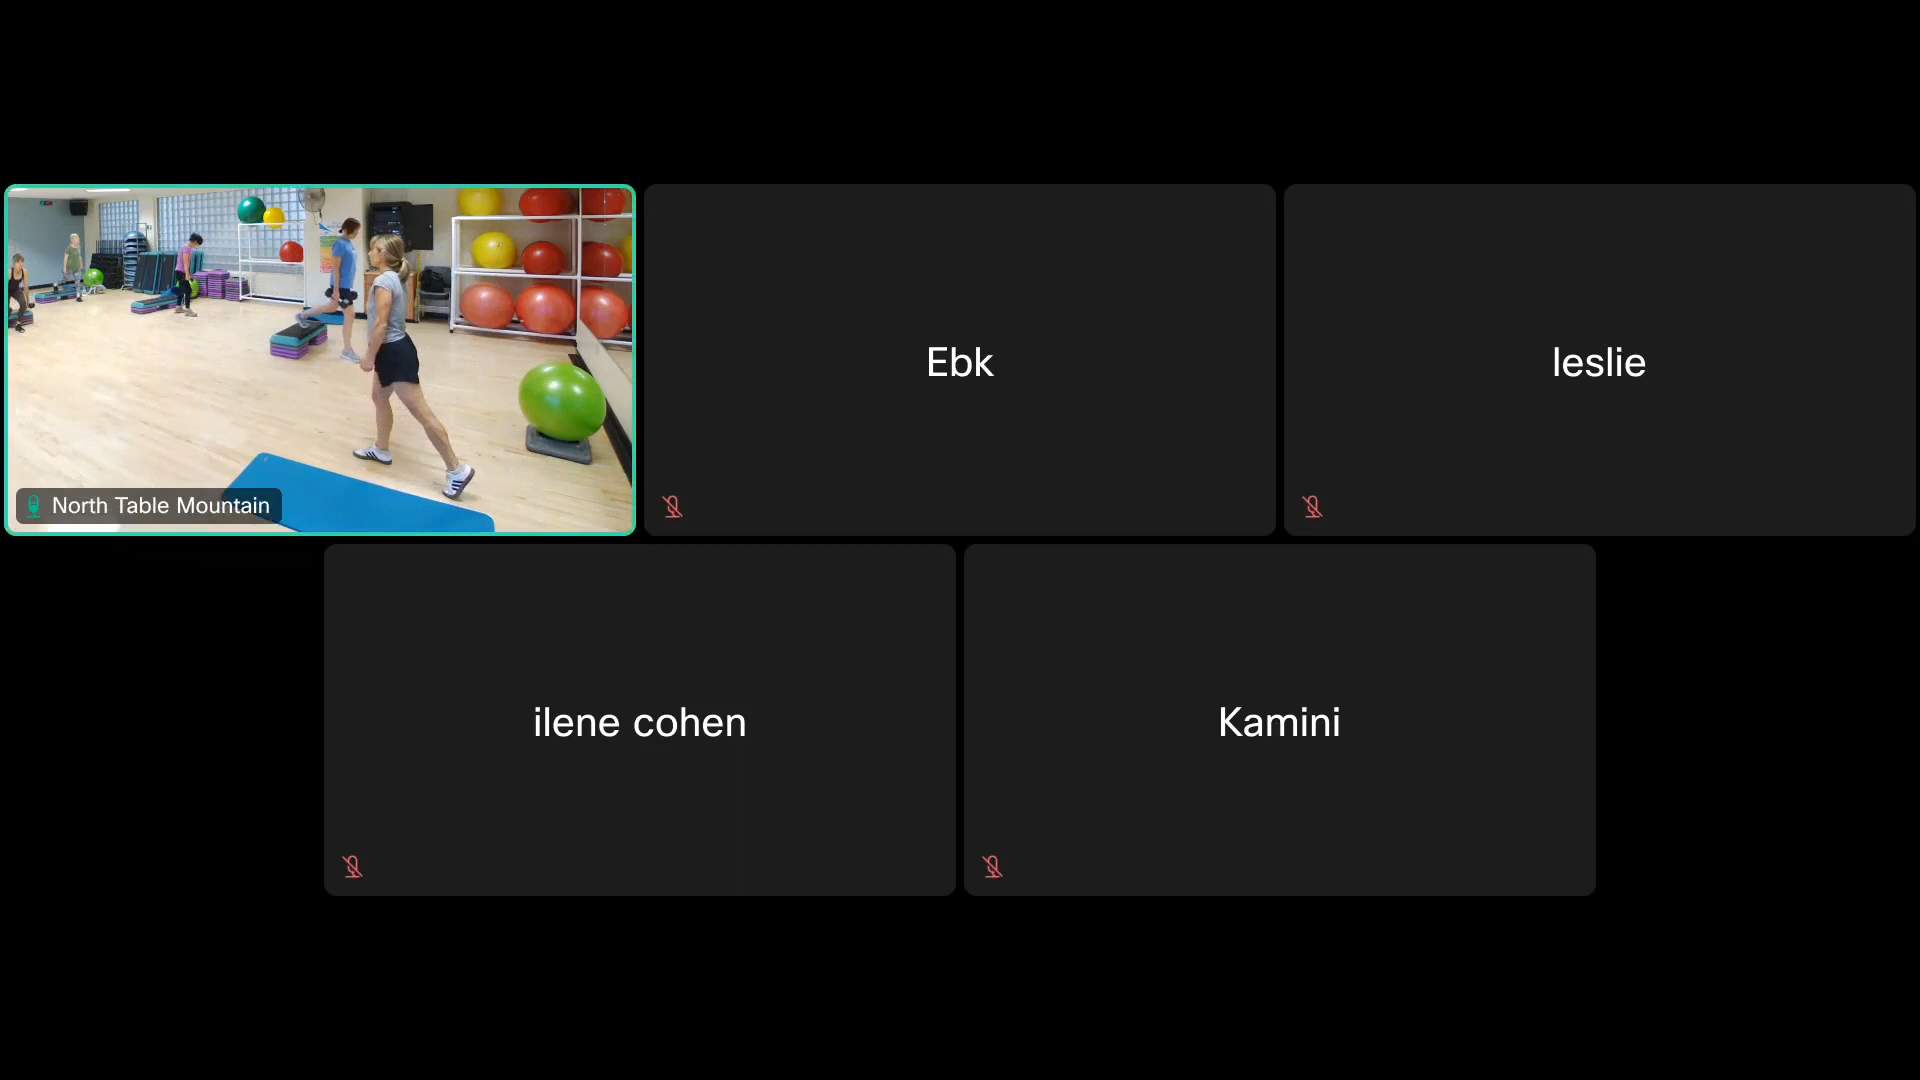 North Table Mountain
Ebk
leslie
ilene cohen
Kamini